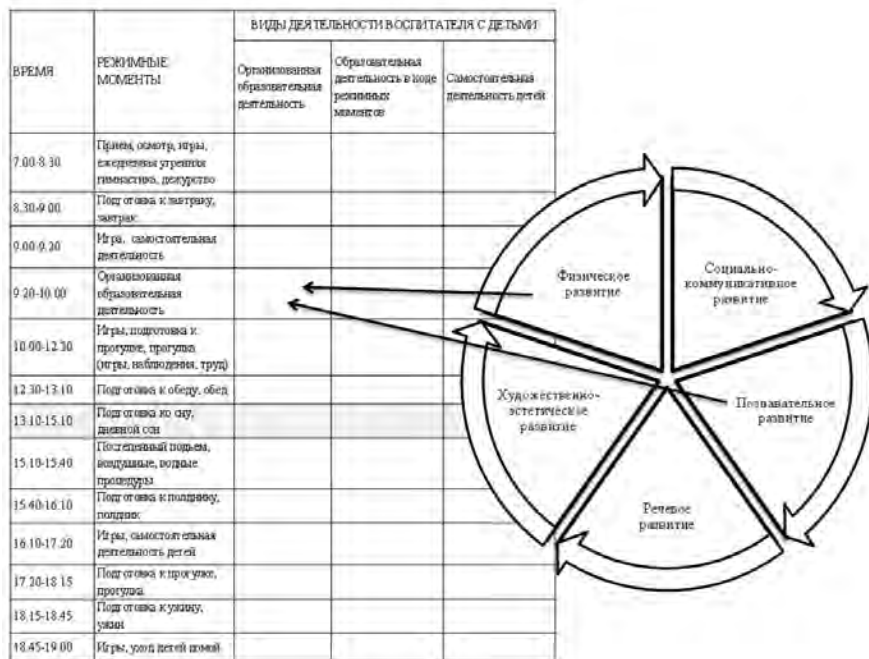 ВИДЫ ДЕЯТЕЛЬНОСТИ ВОСПИТАТЕЛЯ С ДЕТЬМИ
ВРЕМЯ
РЕЖИМНЫЕ
МОМЕНТЫ
Организованная
образовательная
деятельность
Образовательная
деятельность в ходе
режимных
моментов
Самостоятельная
деятельность детей
7.00-8.30
Прием, осмотр, игры,
ежедневная утренняя
гимнастика, дежурство
8.30-9.00
Подготовка к завтраку,
завтрак
9.00-9.20
Игра, самостоятельная
деятельность
9.20-10.00
Организованная
образовательная
деятельность
10.00-12.30
Игры, подготовка к
прогулке, прогулка
(игры, наблюдения, труд)
12.30-13.10
Подготовка к обеду, обед
13.10-15.10
Подготовка ко сну,
дневной сон
15.10-15.40
Постепенный подъем,
воздушные, водные
процедуры
15.40-16.10
Подготовка к полднику,
полдник
16.10-17.20
Игры, самостоятельная
деятельность детей
17.20-18.15
Подготовка к прогулке,
прогулка
18.15-18.45
Подготовка к ужину,
ужин
18.45-19.00
Игры, уход детей домой
Физическое
развитие
Социально-
коммуникативное
развитие
Художественно-
эстетическое
развитие
Познавательное
развитие
Речевое
развитие